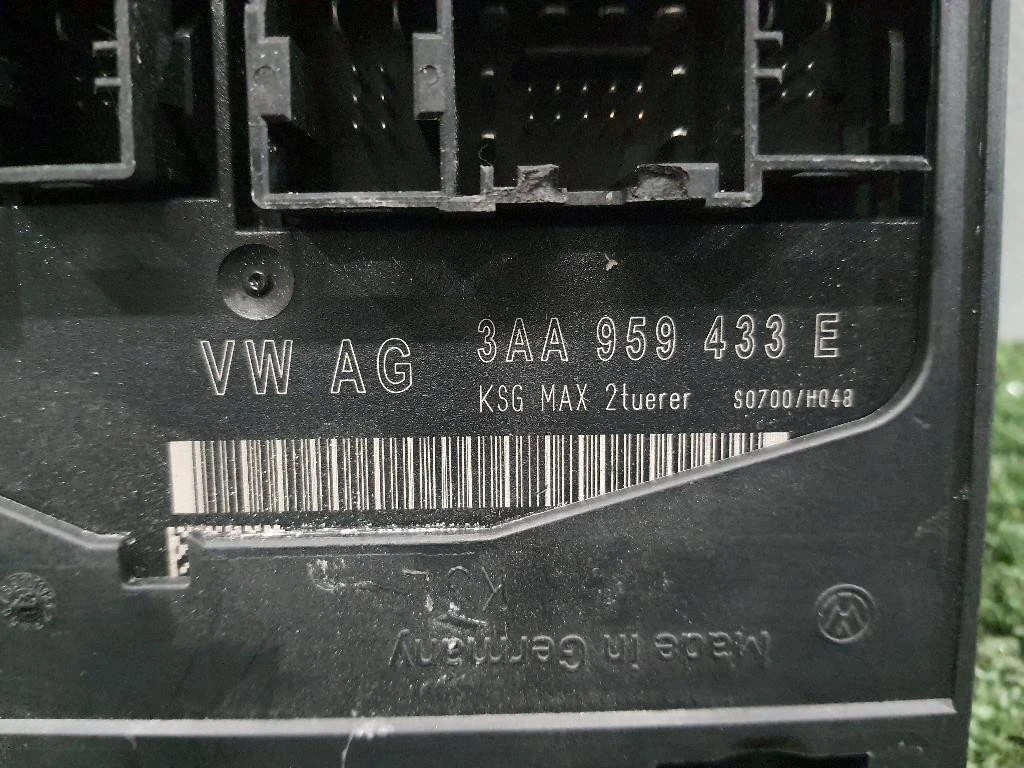 VW AG 3AA 959 433 E
KSG MAX 2tuerer S0700/H048
Made in Germany